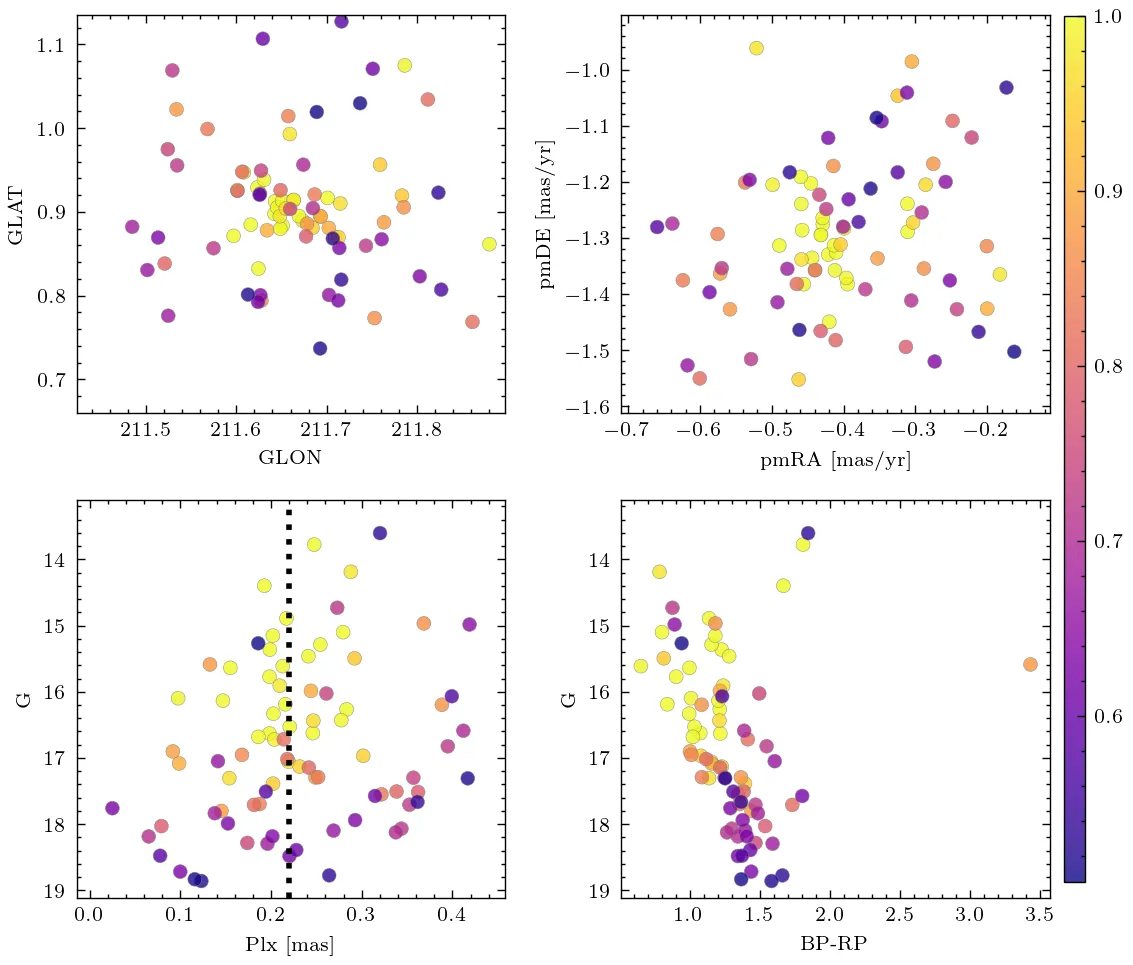 1.1
1.0
0.9
0.8
0.7
GLAT
211.5 211.6 211.7 211.8
GLON
−1.0
−1.1
−1.2
−1.3
−1.4
−1.5
−1.6
pmDE [mas/yr]
−0.7 −0.6 −0.5 −0.4 −0.3 −0.2
pmRA [mas/yr]
1.0
0.9
0.8
0.7
0.6
14
15
16
17
18
19
G
0.0 0.1 0.2 0.3 0.4
Plx [mas]
14
15
16
17
18
19
G
1.0 1.5 2.0 2.5 3.0 3.5
BP-RP